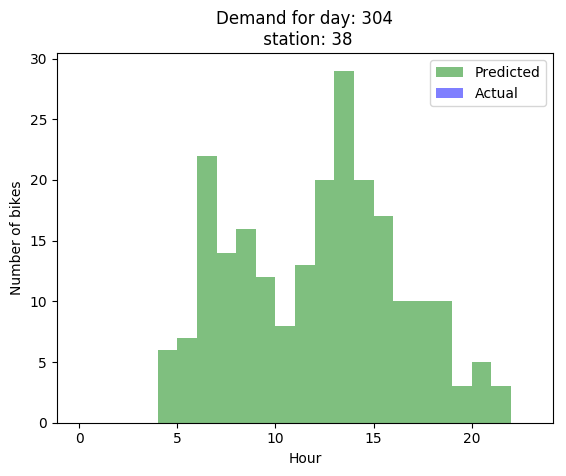 Demand for day: 304
station: 38
30
25
20
15
10
5
0
Number of bikes
Predicted
Actual
0 5 10 15 20
Hour